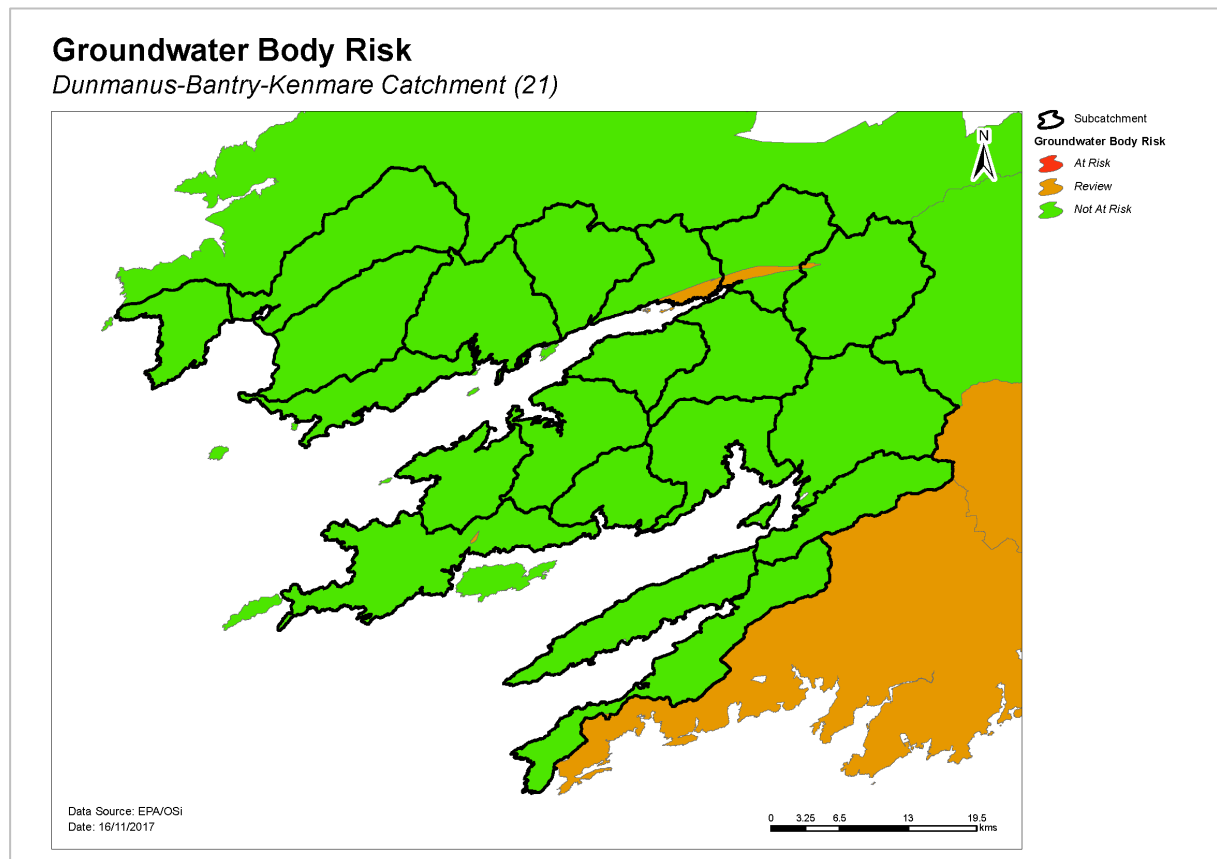 Groundwater Body Risk
Dunmanus-Bantry-Kenmare Catchment (21)
Subcatchment
Groundwater Body Risk
At Risk
Review
Not At Risk
N
Data Source: EPA/OSi
Date: 16/11/2017
0 3.25 6.5 13 19.5
kms